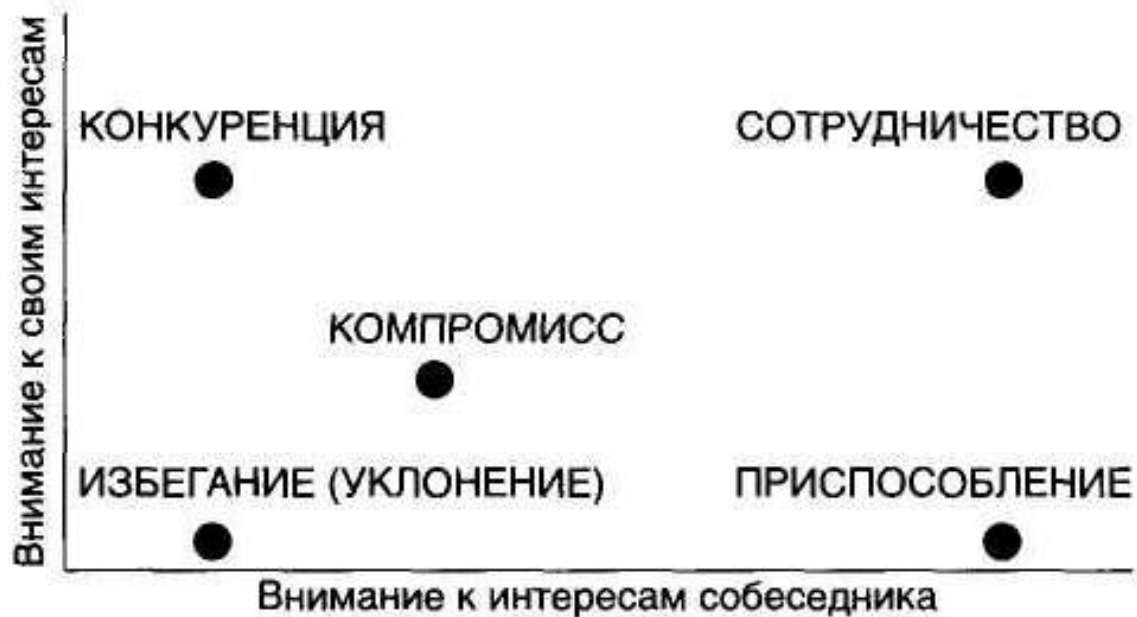 Внимание к своим интересам
КОНКУРЕНЦИЯ
СОТРУДНИЧЕСТВО
КОМПРОМИСС
ИЗБЕГАНИЕ (УКЛОНЕНИЕ)
ПРИСПОСОБЛЕНИЕ
Внимание к интересам собеседника